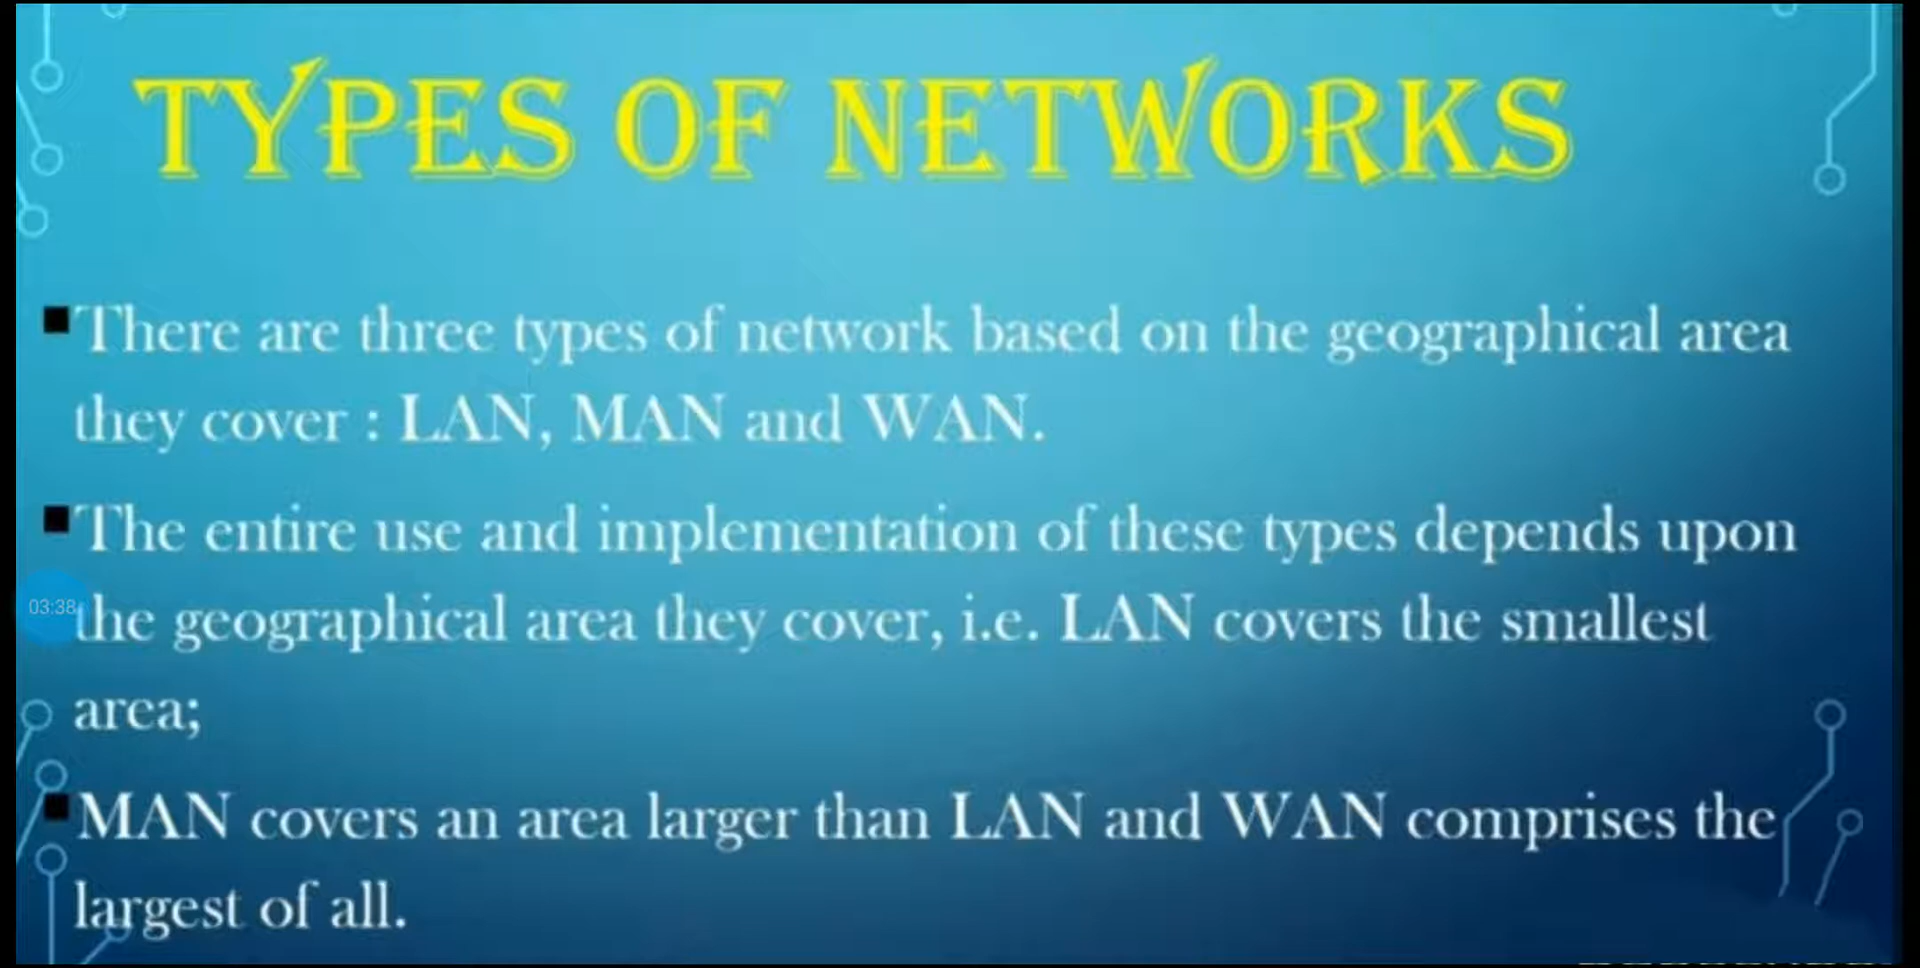 TYPES OF NETWORKS
There are three types of network based on the geographical area
they cover : LAN, MAN and WAN.
The entire use and implementation of these types depends upon
the geographical area they cover, i.e. LAN covers the smallest
area;
03:38
MAN covers an area larger than LAN and WAN comprises the
largest of all.